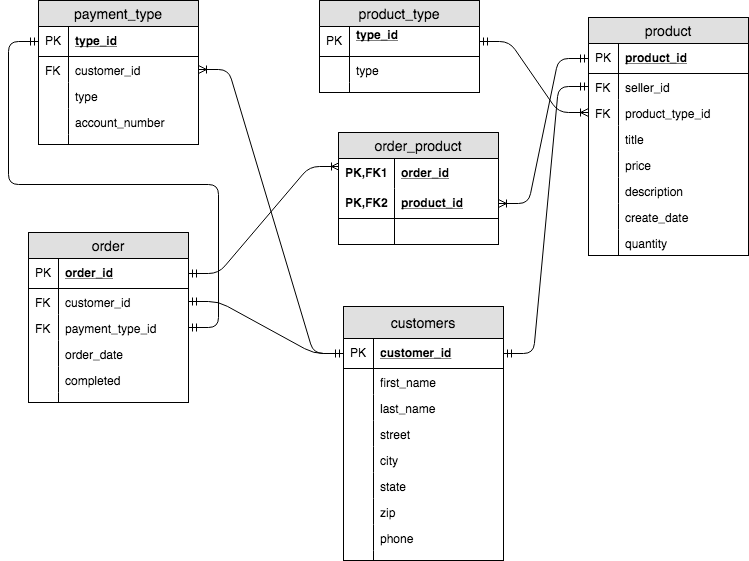 payment_type
PK type_id
FK customer_id
type
account_number
product_type
PK type_id
type
product
PK product_id
FK seller_id
FK product_type_id
title
price
description
create_date
quantity
order_product
PK,FK1 order_id
PK,FK2 product_id
order
PK order_id
FK customer_id
FK payment_type_id
order_date
completed
customers
PK customer_id
first_name
last_name
street
city
state
zip
phone